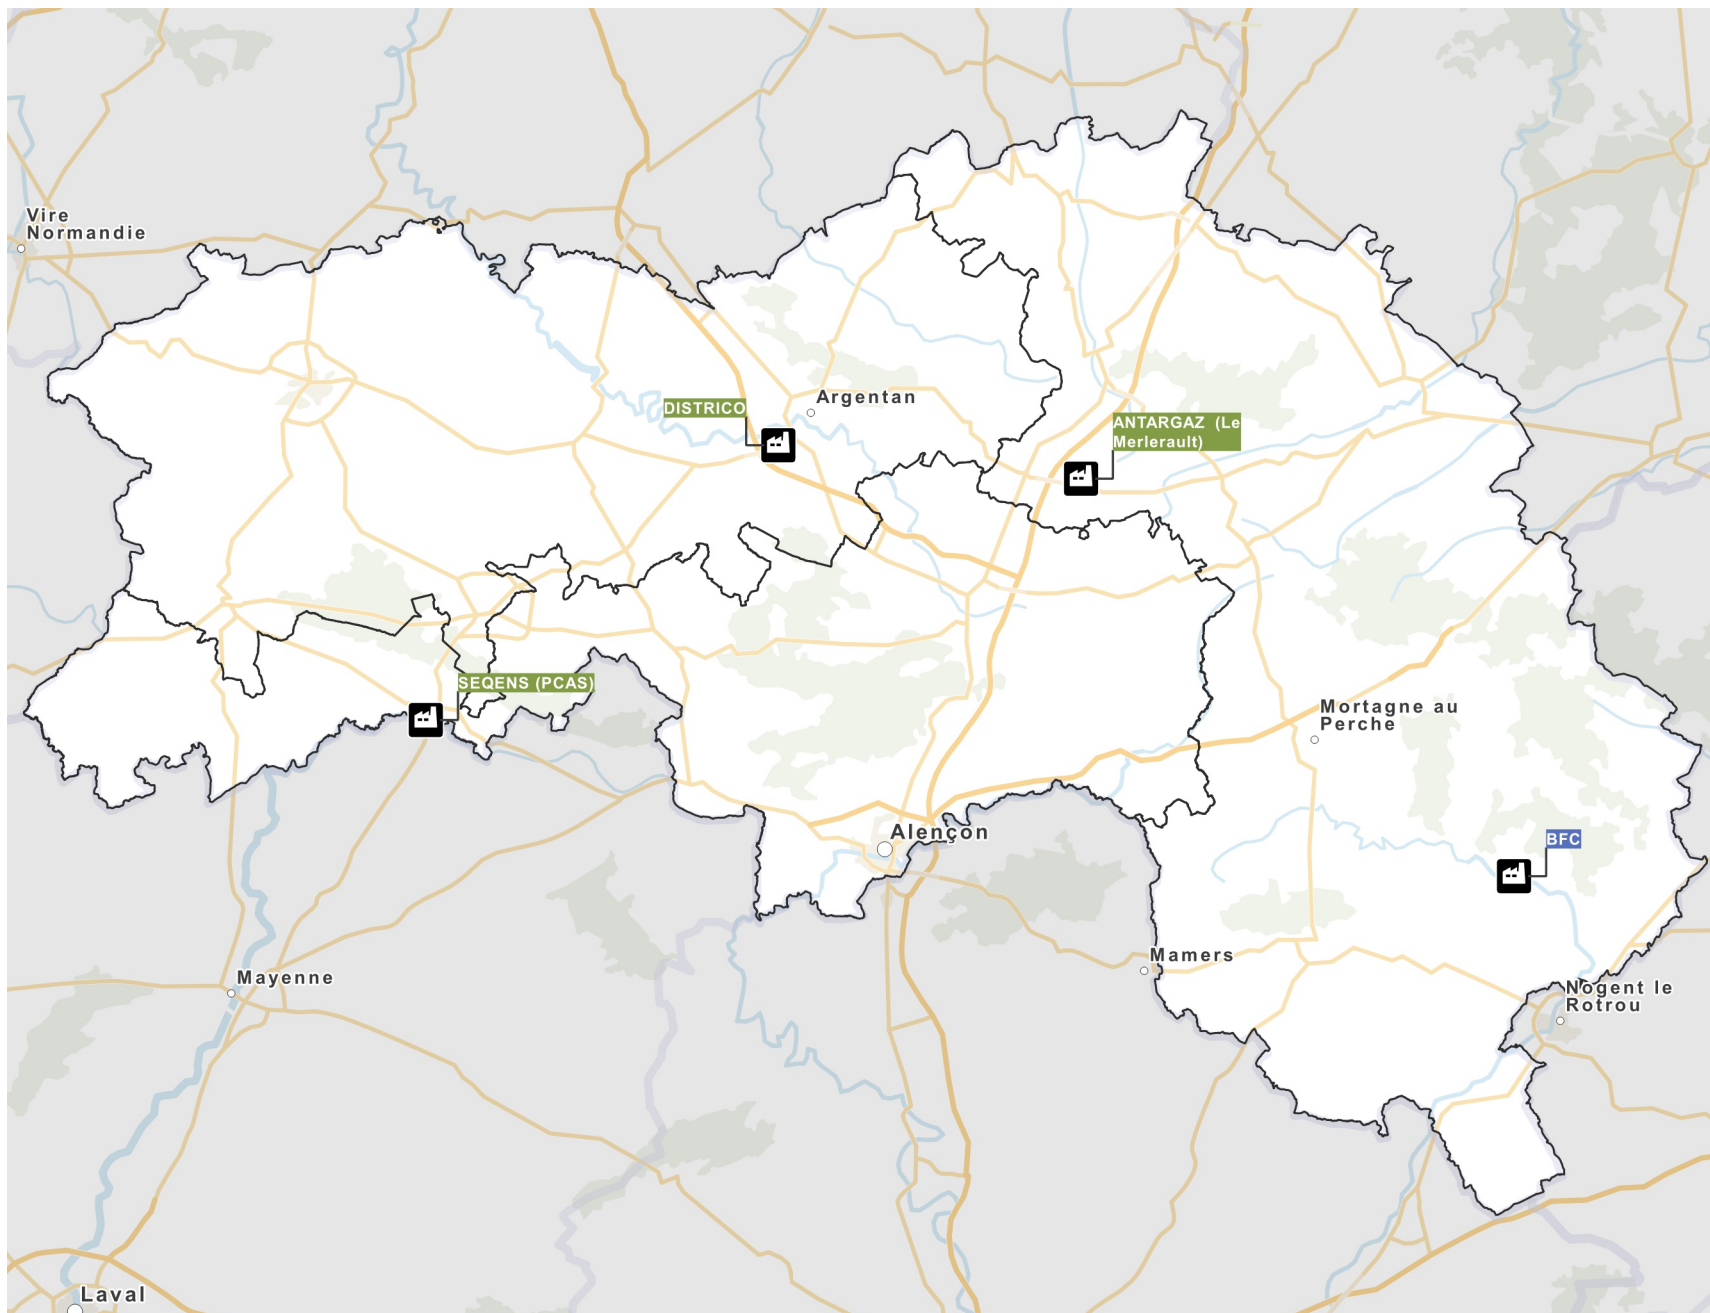 Vire
Normandie
DISTRICO
Argentan
ANTARGAZ (Le
Merlerault)
SEQENS (PCAS)
Mortagne au
Perche
Alençon
BFC
Mamers
Mayenne
Nogent le
Rotrou
Laval